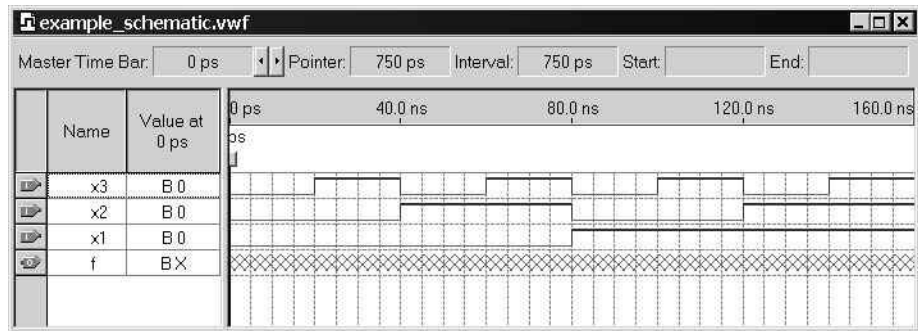 example_schematic.vwf
Master Time Bar: 0 ps Pointer: 750 ps Interval: 750 ps Start: End:
Name Value at 0 ps 0 ps 40.0 ns 80.0 ns 120.0 ns 160.0 ns
ps
x3 B 0
x2 B 0
x1 B 0
f B X